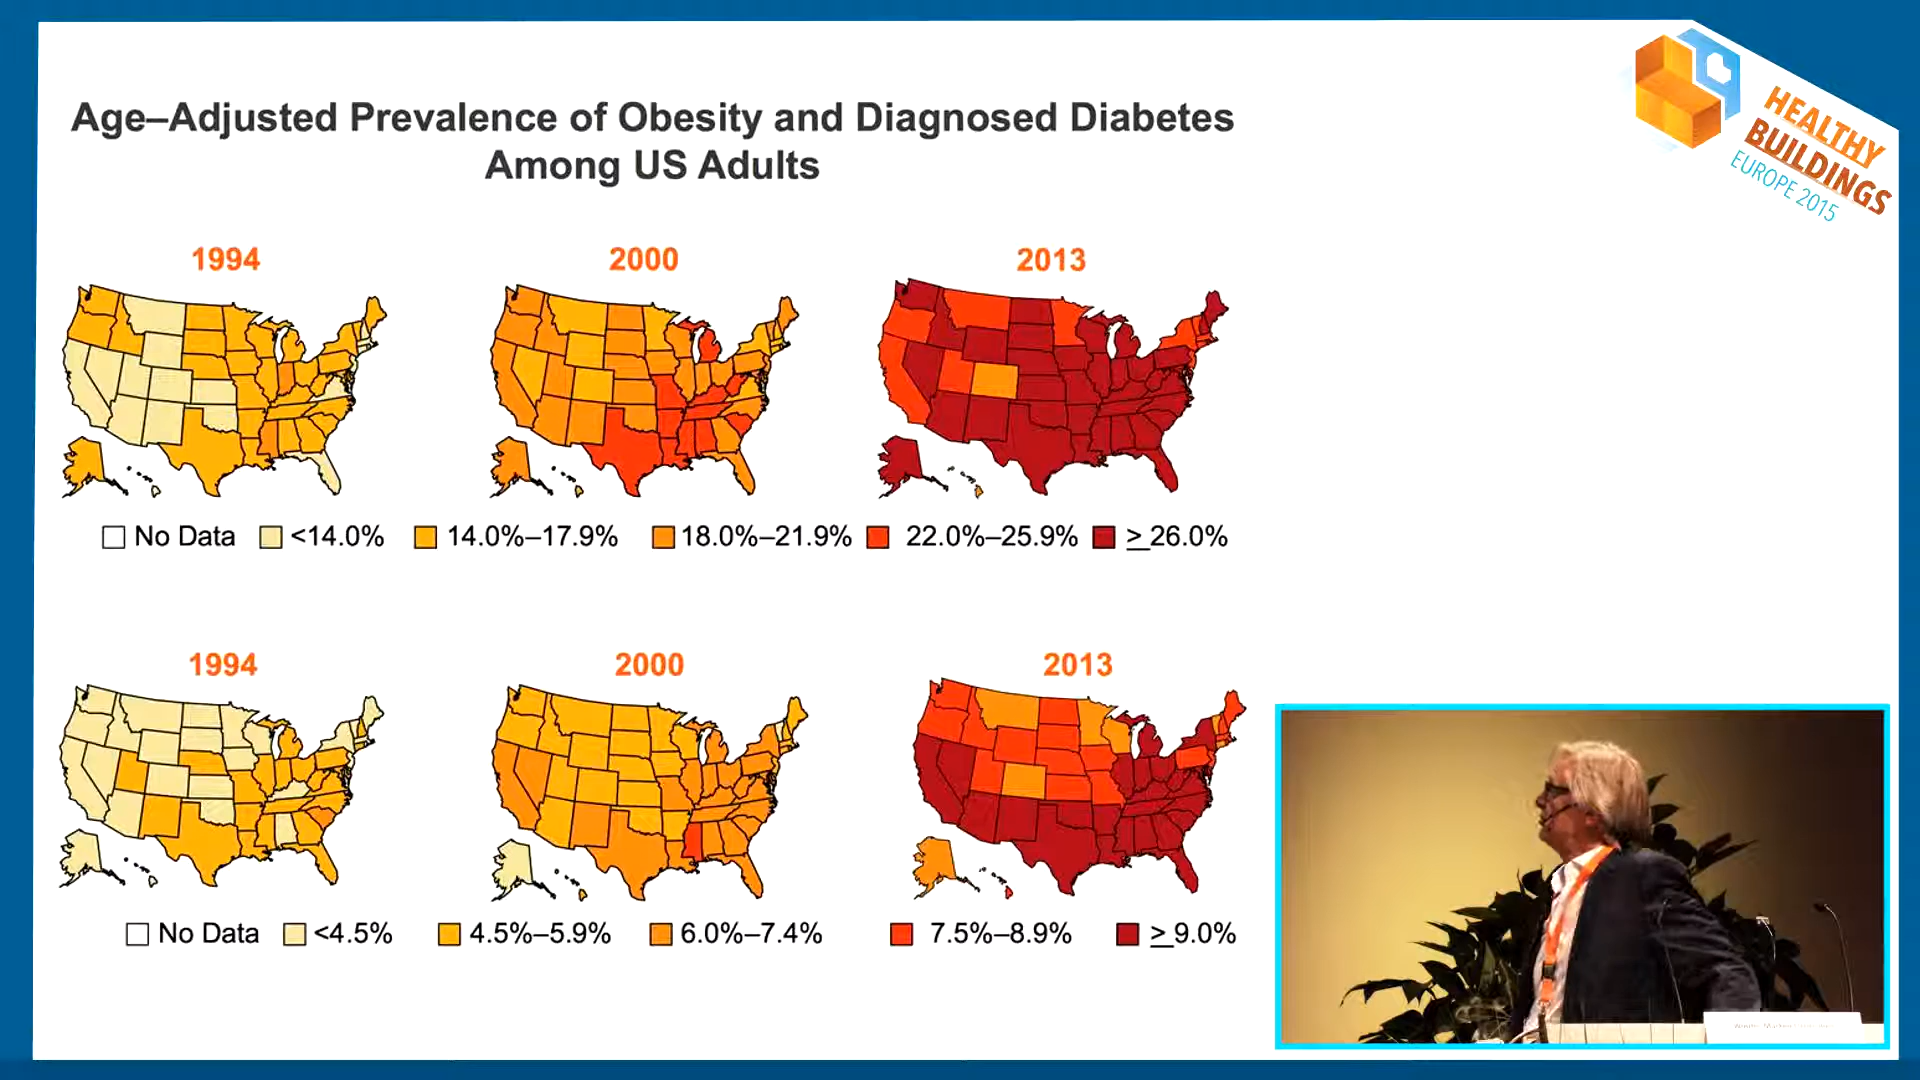 Age–Adjusted Prevalence of Obesity and Diagnosed Diabetes
Among US Adults
HEALTHY
BUILDINGS
EUROPE 2015
1994
2000
2013
No Data
<14.0%
14.0%–17.9%
18.0%–21.9%
22.0%–25.9%
≥ 26.0%
1994
2000
2013
No Data
<4.5%
4.5%–5.9%
6.0%–7.4%
7.5%–8.9%
≥ 9.0%